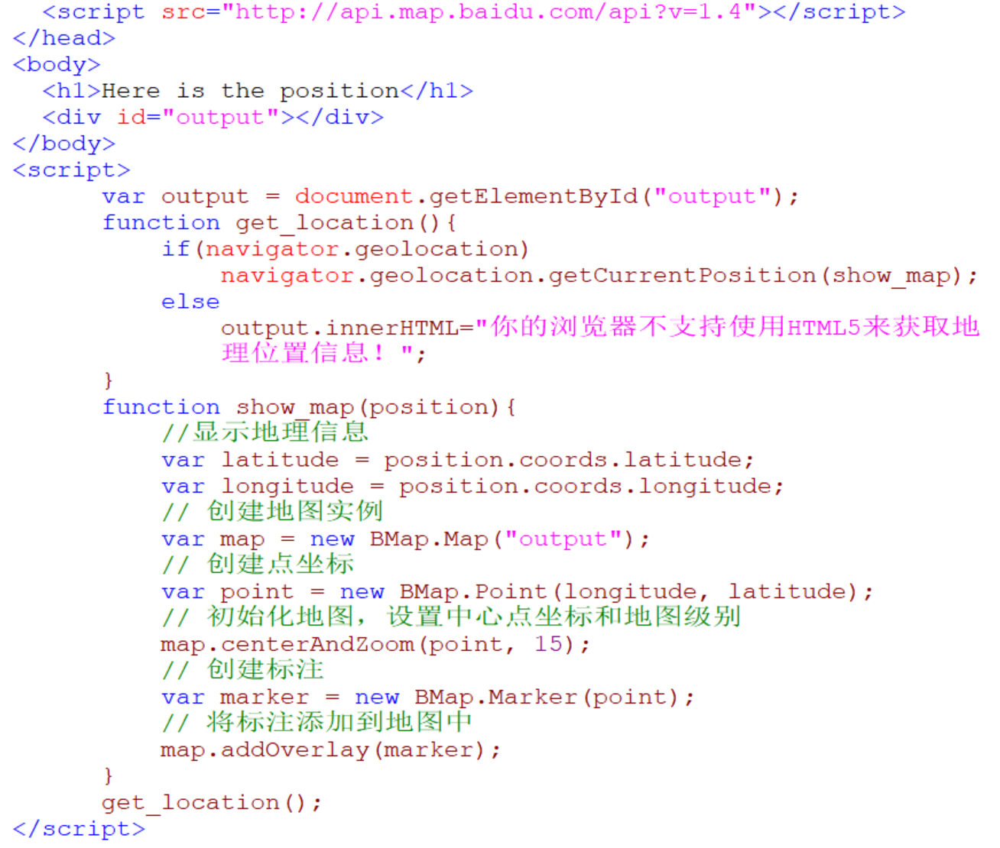 <script src="http://api.map.baidu.com/api?v=1.4"></script>
</head>
<body>
<h1>Here is the position</h1>
<div id="output"></div>
</body>
<script>
var output = document.getElementById("output");
function get_location(){
if(navigator.geolocation)
navigator.geolocation.getCurrentPosition(show_map);
else
output.innerHTML="你的浏览器不支持使用HTML5来获取地
理位置信息！";
}
function show_map(position){
//显示地理信息
var latitude = position.coords.latitude;
var longitude = position.coords.longitude;
// 创建地图实例
var map = new BMap.Map("output");
// 创建点坐标
var point = new BMap.Point(longitude, latitude);
// 初始化地图，设置中心点坐标和地图级别
map.centerAndZoom(point, 15);
// 创建标注
var marker = new BMap.Marker(point);
// 将标注添加到地图中
map.addOverlay(marker);
}
get_location();
</script>